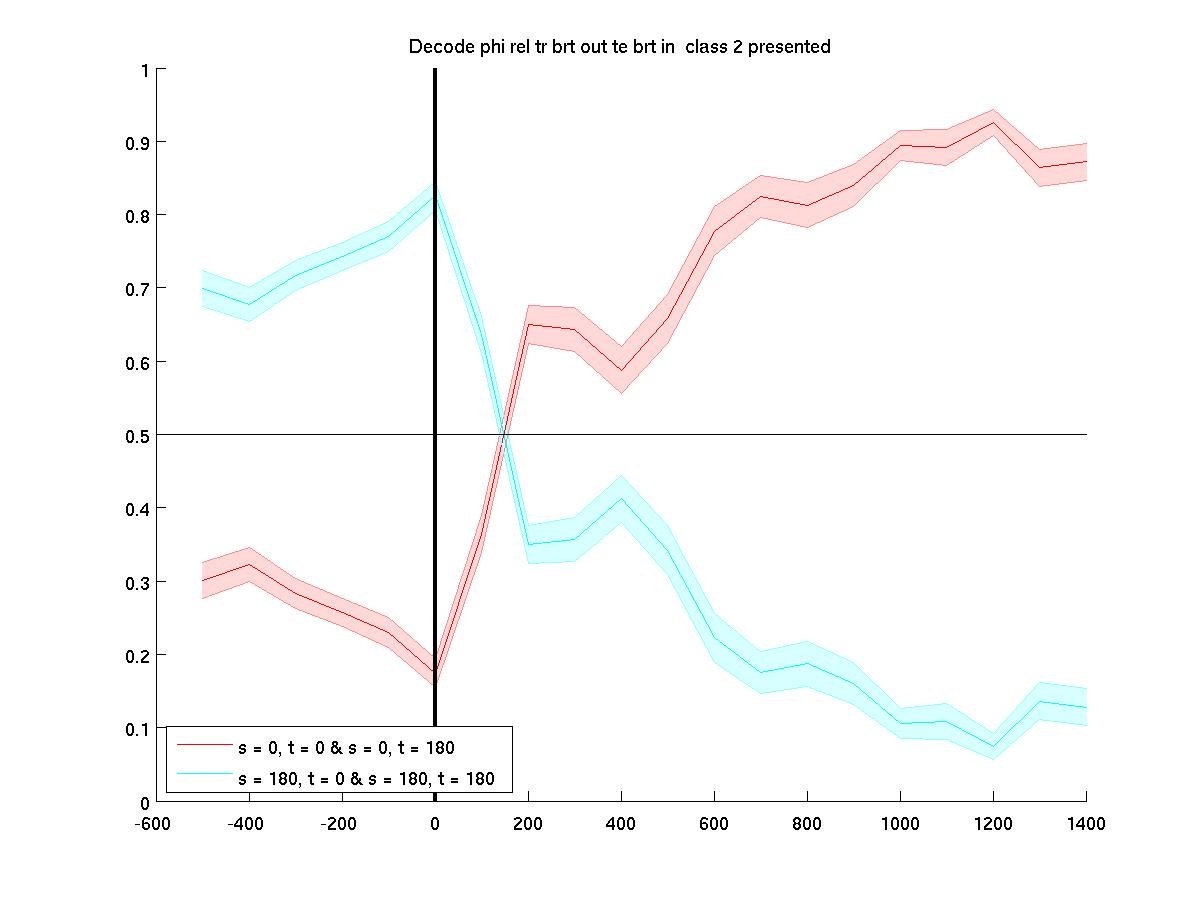 Decode phi rel tr brt out te brt in  class 2 presented
1
0.9
0.8
0.7
0.6
0.5
0.4
0.3
0.2
0.1
0
s = 0, t = 0 & s = 0, t = 180
s = 180, t = 0 & s = 180, t = 180
-600 -400 -200 0 200 400 600 800 1000 1200 1400